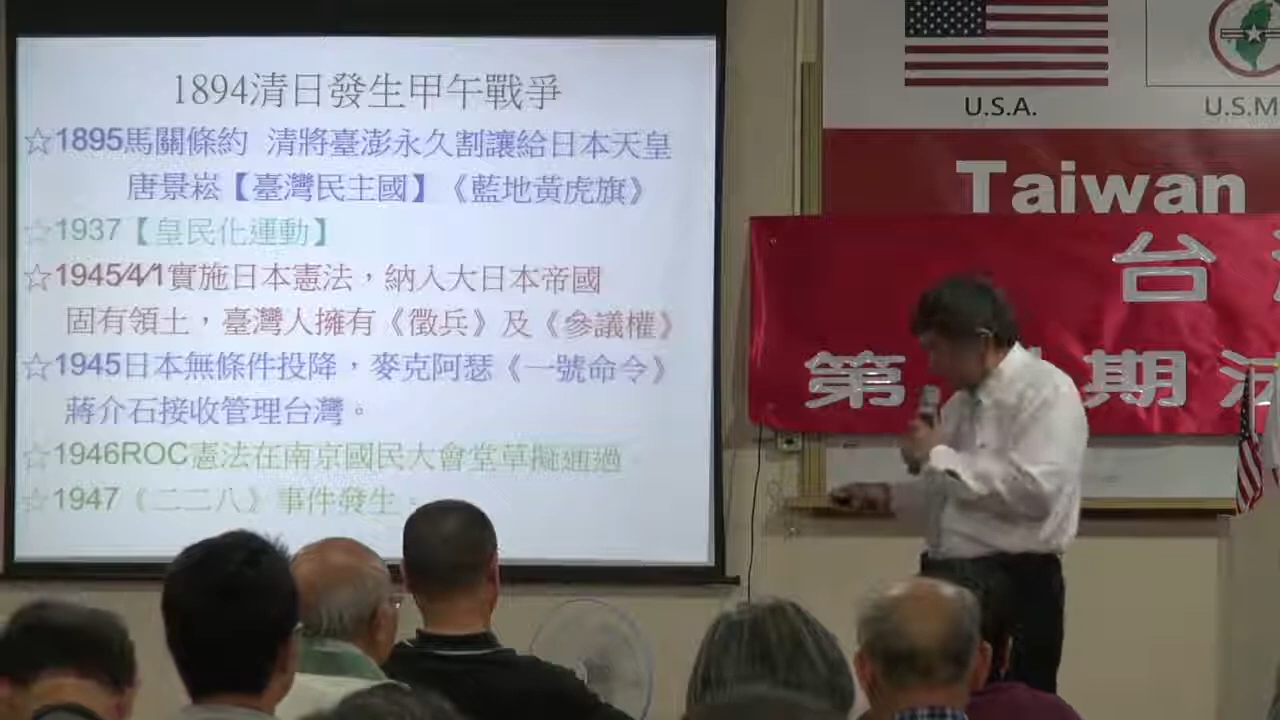 1894清日發生甲午戰爭
☆1895馬關條約 清將臺澎永久割讓給日本天皇
唐景崧【臺灣民主國】《藍地黃虎旗》
☆1937【皇民化運動】
☆1945/4/1實施日本憲法，納入大日本帝國
固有領土，臺灣人擁有《徵兵》及《參議權》
☆1945日本無條件投降，麥克阿瑟《一號命令》
蔣介石接收管理台灣。
☆1946ROC憲法在南京國民大會堂草擬通過
☆1947《二二八》事件發生。
U.S.A.
U.S.M
Taiwan
台
第 期